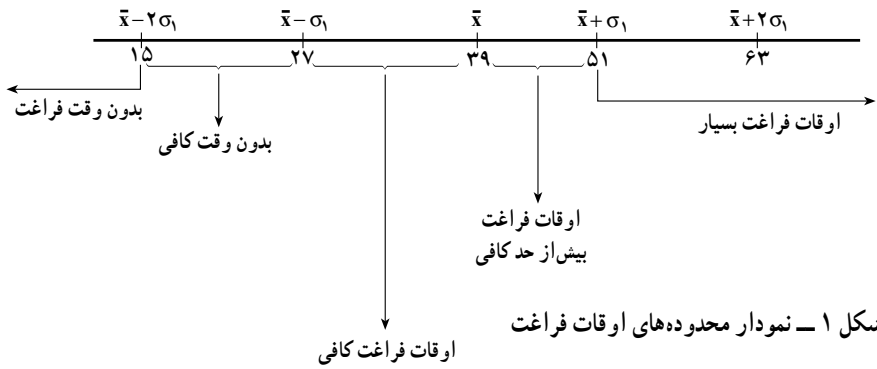 x̄−۲σ₁ x̄−σ₁ x̄ x̄+σ₁ x̄+۲σ₁
۱۵ ۲۷ ۳۹ ۵۱ ۶۳
بدون وقت فراغت
بدون وقت کافی
اوقات فراغت بسیار
اوقات فراغت
بیش از حد کافی
شکل ۱ ــ نمودار محدوده‌های اوقات فراغت
اوقات فراغت کافی